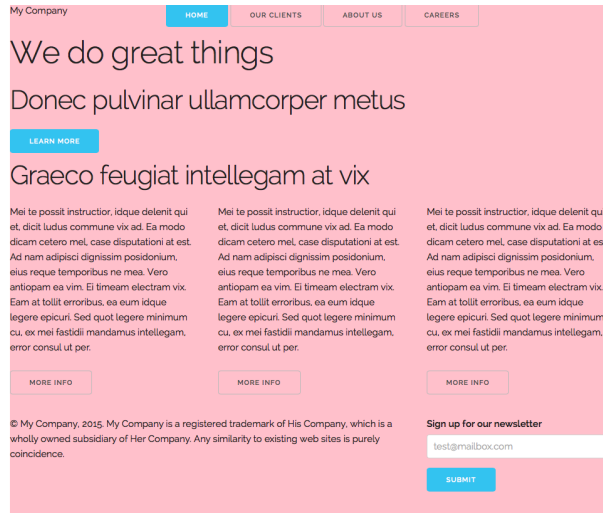 My Company
HOME
OUR CLIENTS
ABOUT US
CAREERS
We do great things
Donec pulvinar ullamcorper metus
LEARN MORE
Graeco feugiat intellegam at vix
Mei te possit instructior, idque delenit qui
et, dicit ludus commune vix ad. Ea modo
dicam cetero mel, case disputationi at est.
Ad nam adipisci dignissim posidonium,
eius reque temporibus ne mea. Vero
antiopam ea vim. Ei timeam electram vix.
Eam at tollit erroribus, ea eum idque
legere epicuri. Sed quot legere minimum
cu, ex mei fastidii mandamus intellegam,
error consul ut per.
MORE INFO
Mei te possit instructior, idque delenit qui
et, dicit ludus commune vix ad. Ea modo
dicam cetero mel, case disputationi at est.
Ad nam adipisci dignissim posidonium,
eius reque temporibus ne mea. Vero
antiopam ea vim. Ei timeam electram vix.
Eam at tollit erroribus, ea eum idque
legere epicuri. Sed quot legere minimum
cu, ex mei fastidii mandamus intellegam,
error consul ut per.
MORE INFO
Mei te possit instructior, idque delenit qui
et, dicit ludus commune vix ad. Ea modo
dicam cetero mel, case disputationi at es
Ad nam adipisci dignissim posidonium,
eius reque temporibus ne mea. Vero
antiopam ea vim. Ei timeam electram vix.
Eam at tollit erroribus, ea eum idque
legere epicuri. Sed quot legere minimum
cu, ex mei fastidii mandamus intellegam,
error consul ut per.
MORE INFO
© My Company, 2015. My Company is a registered trademark of His Company, which is a
wholly owned subsidiary of Her Company. Any similarity to existing web sites is purely
coincidence.
Sign up for our newsletter
test@mailbox.com
SUBMIT